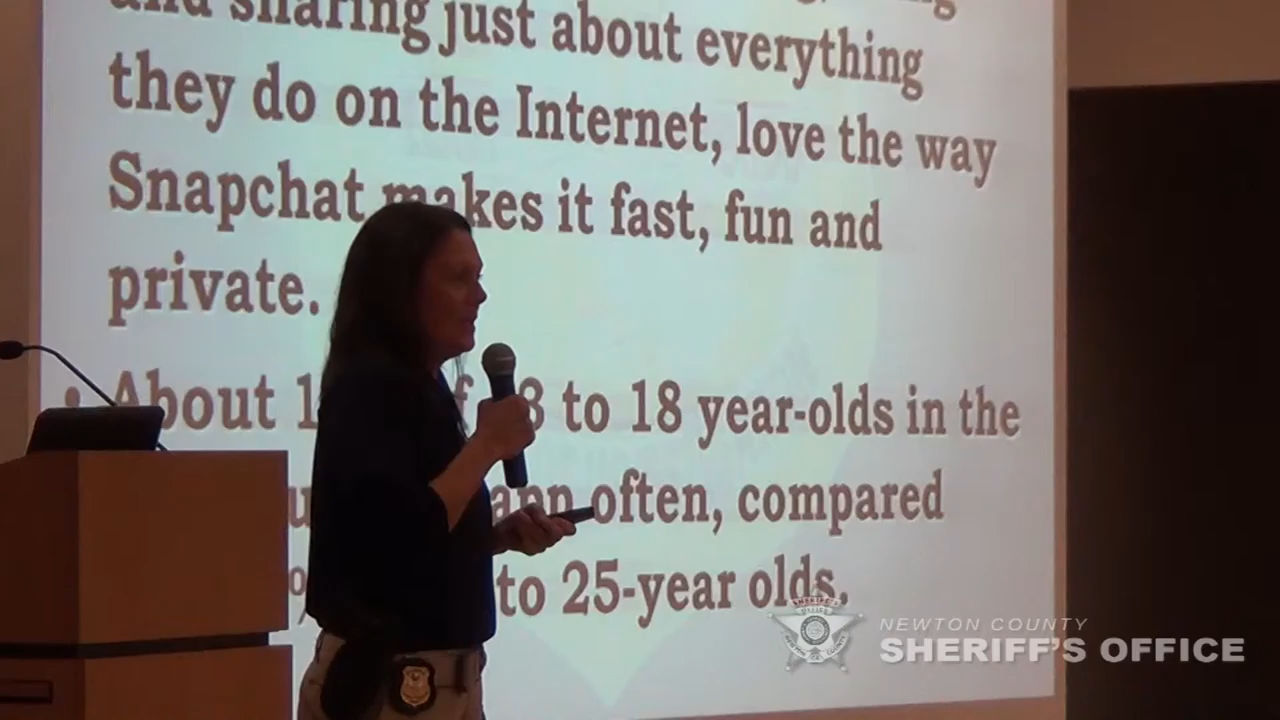 and sharing just about everything
they do on the Internet, love the way
Snapchat makes it fast, fun and
private.
• About 8 to 18 year-olds in the
often, compared
to 25-year olds.
NEWTON COUNTY
SHERIFF'S OFFICE